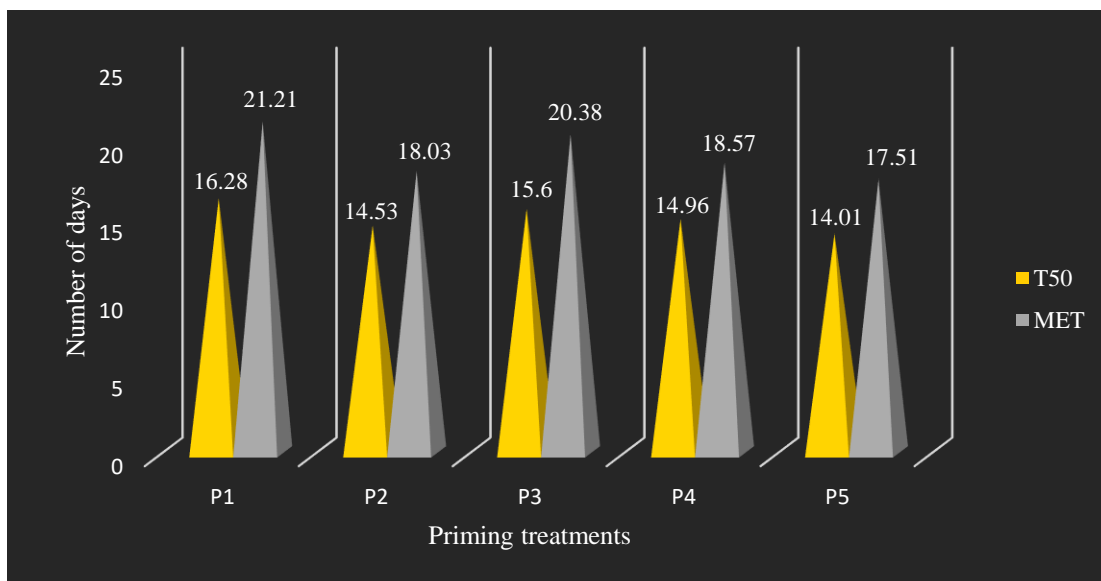 Number of days
25
20
15
10
5
0
16.28
21.21
14.53
18.03
15.6
20.38
14.96
18.57
14.01
17.51
P1
P2
P3
P4
P5
Priming treatments
T50
MET